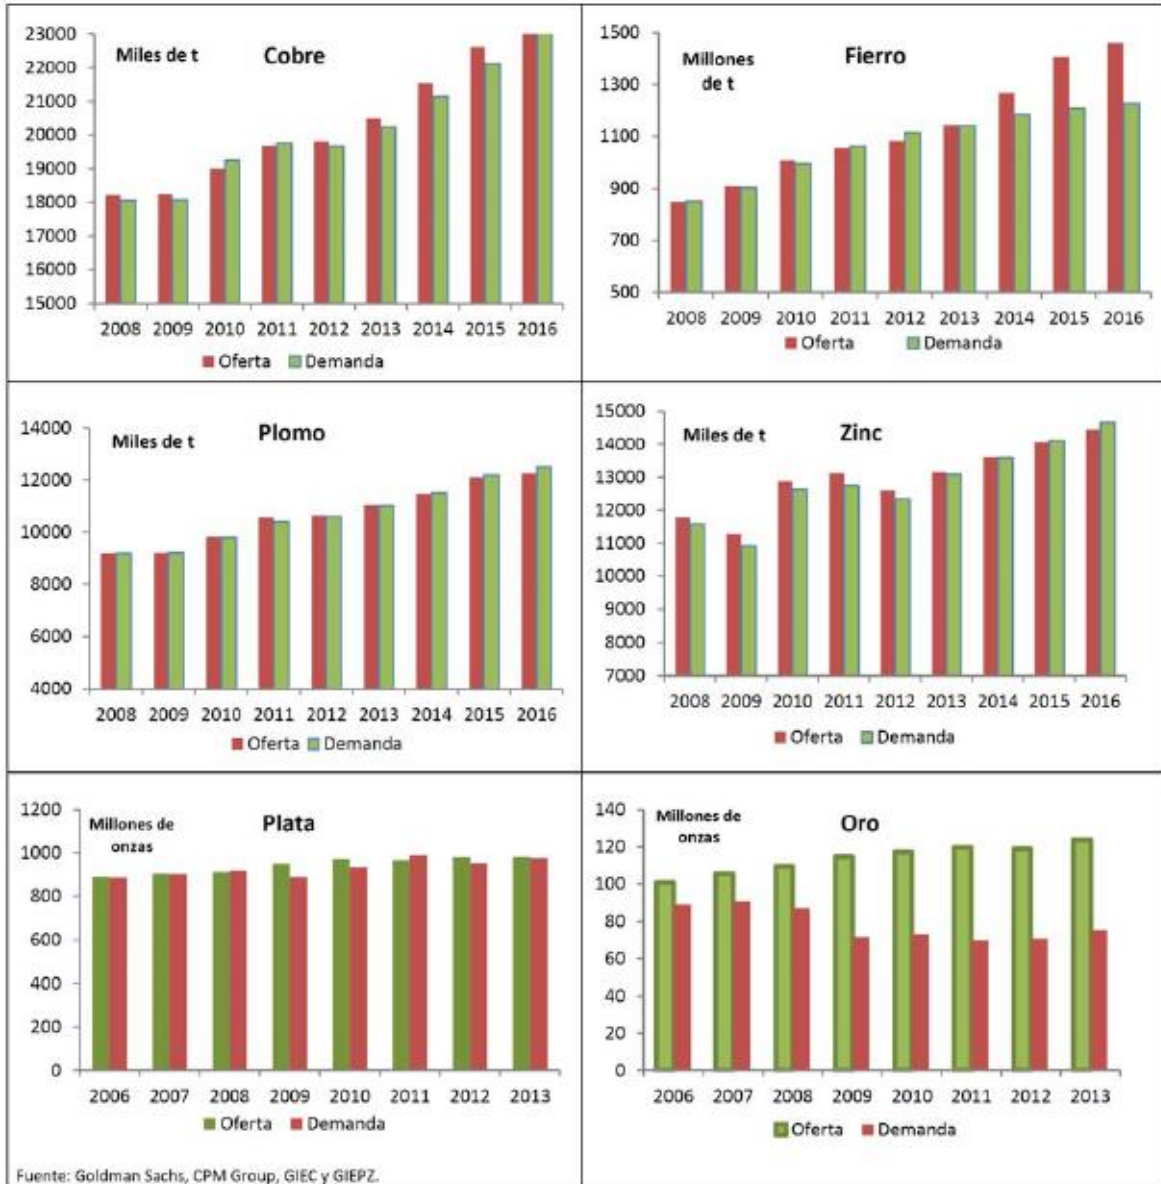 Miles de t
Cobre
23000
22000
21000
20000
19000
18000
17000
16000
15000
2008 2009 2010 2011 2012 2013 2014 2015 2016
Oferta Demanda
Millones
de t
Fierro
1500
1300
1100
900
700
500
2008 2009 2010 2011 2012 2013 2014 2015 2016
Oferta Demanda
Miles de t
Plomo
14000
12000
10000
8000
6000
4000
2008 2009 2010 2011 2012 2013 2014 2015 2016
Oferta Demanda
Miles de t
Zinc
15000
14000
13000
12000
11000
10000
9000
8000
7000
2008 2009 2010 2011 2012 2013 2014 2015 2016
Oferta Demanda
Millones de
onzas
Plata
1200
1000
800
600
400
200
0
2006 2007 2008 2009 2010 2011 2012 2013
Oferta Demanda
Millones de
onzas
Oro
140
120
100
80
60
40
20
0
2006 2007 2008 2009 2010 2011 2012 2013
Oferta Demanda
Fuente: Goldman Sachs, CPM Group, GIEC y GIEPZ.